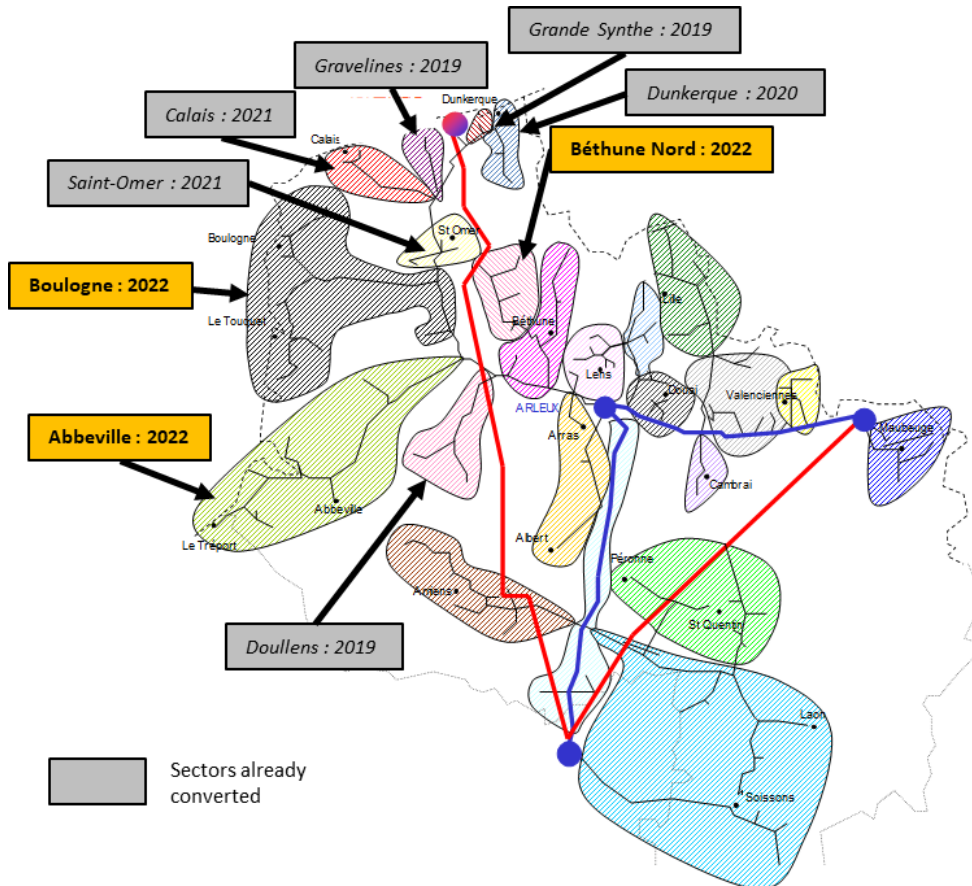 Grande Synthe : 2019
Gravelines : 2019
Dunkerque : 2020
Dunkerque
Calais : 2021
Calais
Béthune Nord : 2022
Saint-Omer : 2021
St Omer
Boulogne
Boulogne : 2022
Lille
Le Touquet
Béthune
Lens
Douai
Valenciennes
ARLEUX
Arras
Maubeuge
Abbeville : 2022
Cambrai
Abbeville
Le Tréport
Albert
Péronne
Amiens
St Quentin
Doullens : 2019
Laon
Sectors already
converted
Soissons